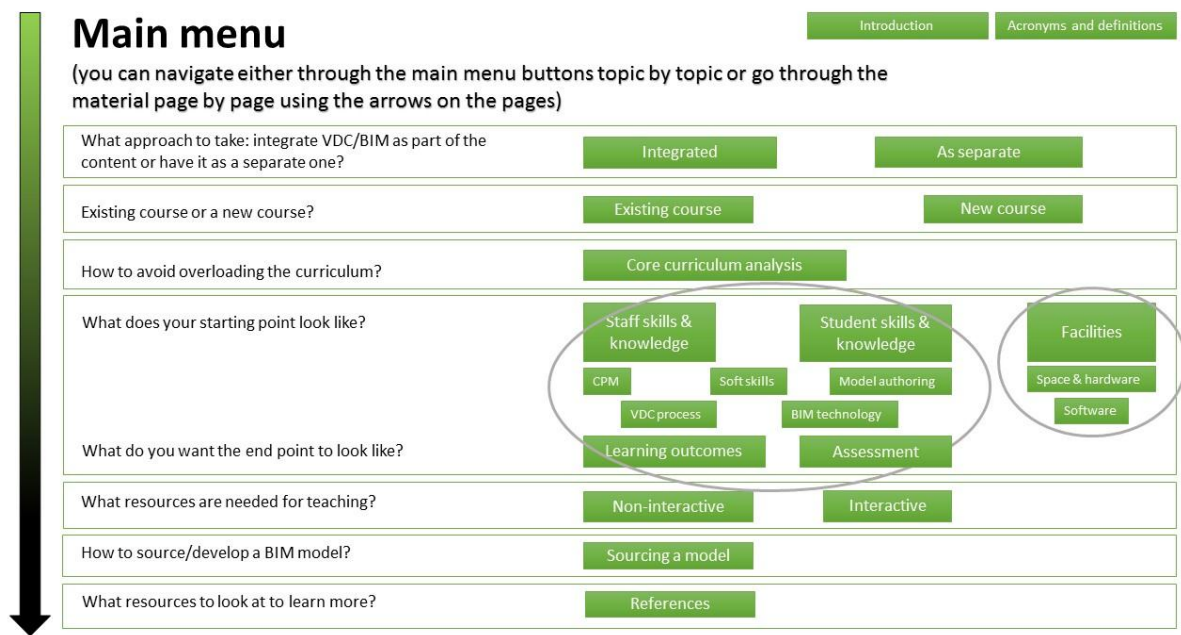 Main menu
Introduction
Acronyms and definitions
(you can navigate either through the main menu buttons topic by topic or go through the
material page by page using the arrows on the pages)
What approach to take: integrate VDC/BIM as part of the
content or have it as a separate one?
Integrated
As separate
Existing course or a new course?
Existing course
New course
How to avoid overloading the curriculum?
Core curriculum analysis
What does your starting point look like?
Staff skills &
knowledge
Student skills &
knowledge
Facilities
CPM
Soft skills
Model authoring
Space & hardware
VDC process
BIM technology
Software
What do you want the end point to look like?
Learning outcomes
Assessment
What resources are needed for teaching?
Non-interactive
Interactive
How to source/develop a BIM model?
Sourcing a model
What resources to look at to learn more?
References